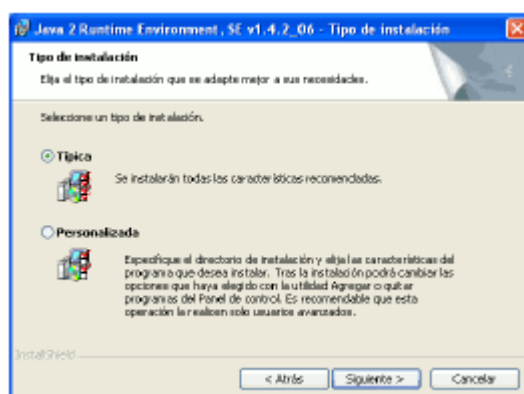 Java 2 Runtime Environment, SE v1.4.2_06 - Tipo de instalación
Tipo de instalación
Elija el tipo de instalación que se adapte mejor a sus necesidades.
Seleccione un tipo de instalación.
Típica
Se instalarán todas las características recomendadas.
Personalizada
Especifique el directorio de instalación y elija las características del
programa que desea instalar. Tras la instalación podrá cambiar las
opciones que haya elegido con la utilidad Agregar o quitar
programas del Panel de control. Es recomendable que esta
operación la realicen solo usuarios avanzados.
InstallShield
< Atrás
Siguiente >
Cancelar